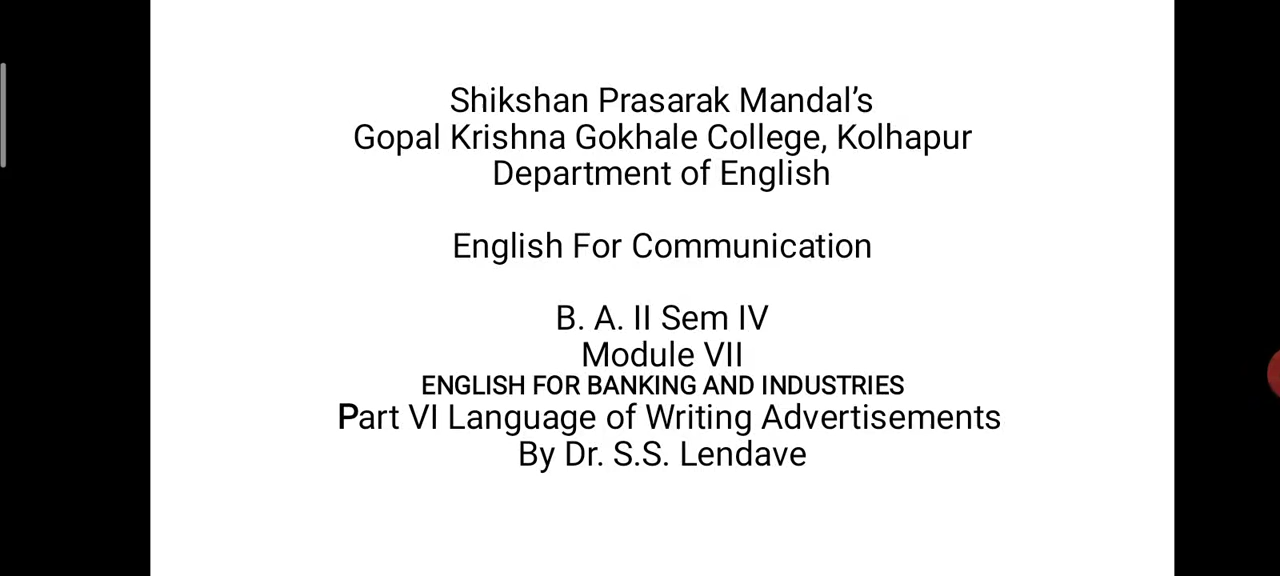 Shikshan Prasarak Mandal’s
Gopal Krishna Gokhale College, Kolhapur
Department of English
English For Communication
B. A. II Sem IV
Module VII
ENGLISH FOR BANKING AND INDUSTRIES
Part VI Language of Writing Advertisements
By Dr. S.S. Lendave